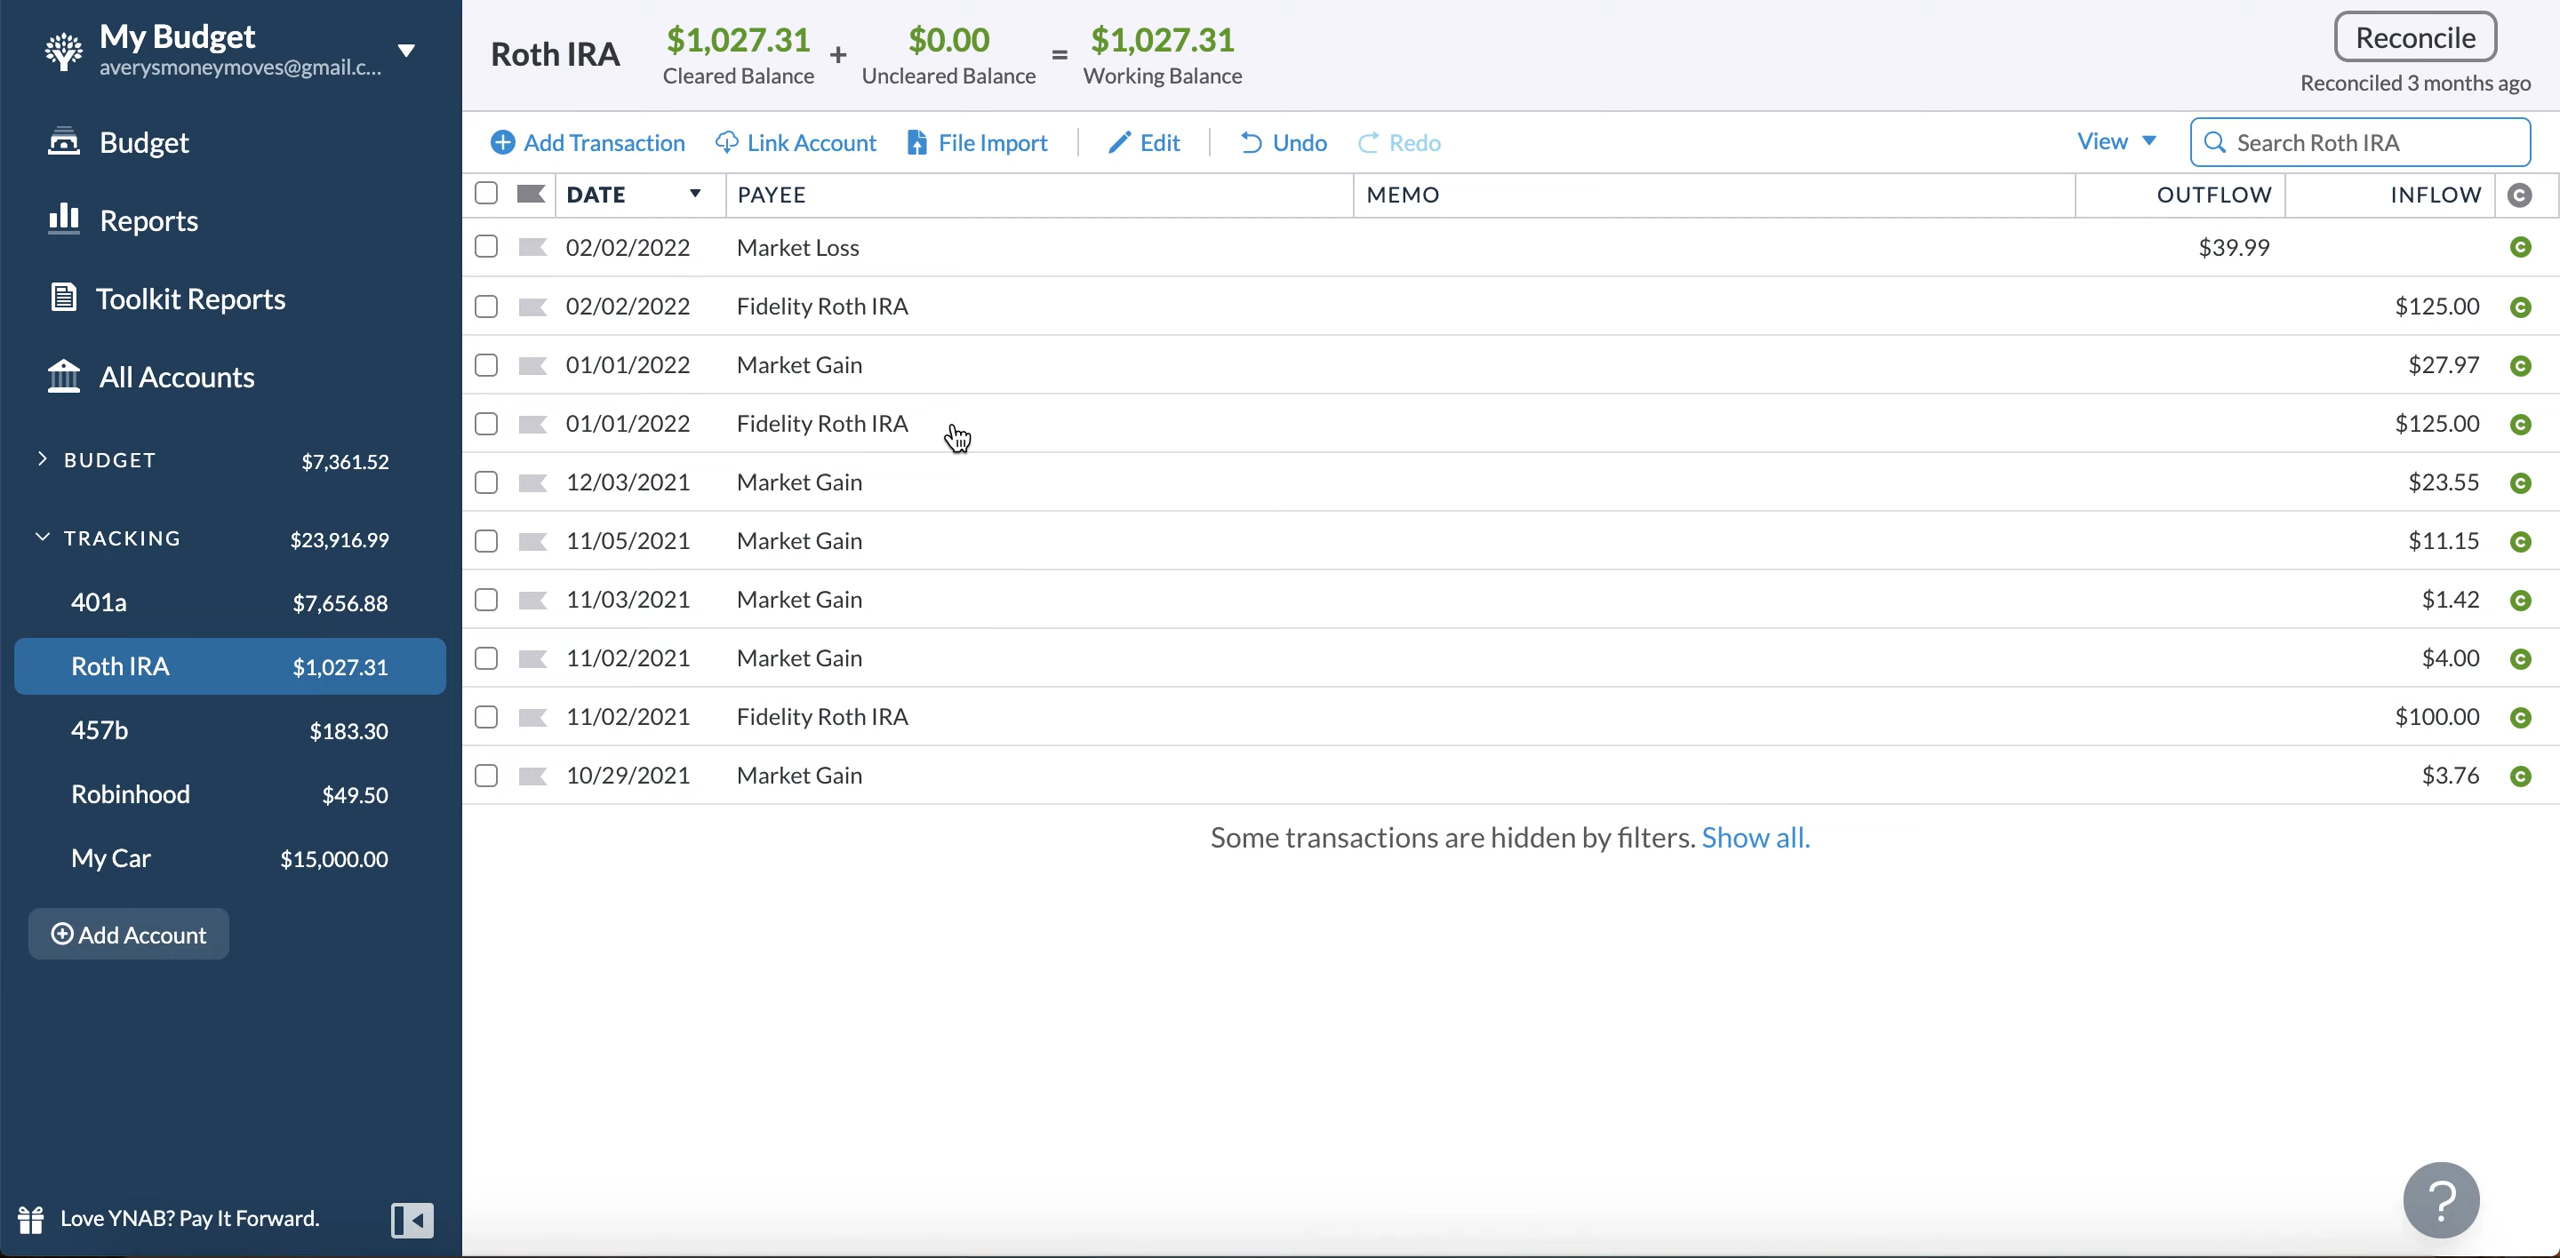 My Budget
averysmoneymoves@gmail.c...
Budget
Reports
Toolkit Reports
All Accounts
BUDGET $7,361.52
TRACKING $23,916.99
401a $7,656.88
Roth IRA $1,027.31
457b $183.30
Robinhood $49.50
My Car $15,000.00
Add Account
Love YNAB? Pay It Forward.
Roth IRA
$1,027.31 + $0.00 = $1,027.31
Cleared Balance Uncleared Balance Working Balance
Reconcile
Reconciled 3 months ago
Add Transaction Link Account File Import Edit Undo Redo View Search Roth IRA
DATE PAYEE MEMO OUTFLOW INFLOW C
02/02/2022 Market Loss $39.99 C
02/02/2022 Fidelity Roth IRA $125.00 C
01/01/2022 Market Gain $27.97 C
01/01/2022 Fidelity Roth IRA $125.00 C
12/03/2021 Market Gain $23.55 C
11/05/2021 Market Gain $11.15 C
11/03/2021 Market Gain $1.42 C
11/02/2021 Market Gain $4.00 C
11/02/2021 Fidelity Roth IRA $100.00 C
10/29/2021 Market Gain $3.76 C
Some transactions are hidden by filters. Show all.
?